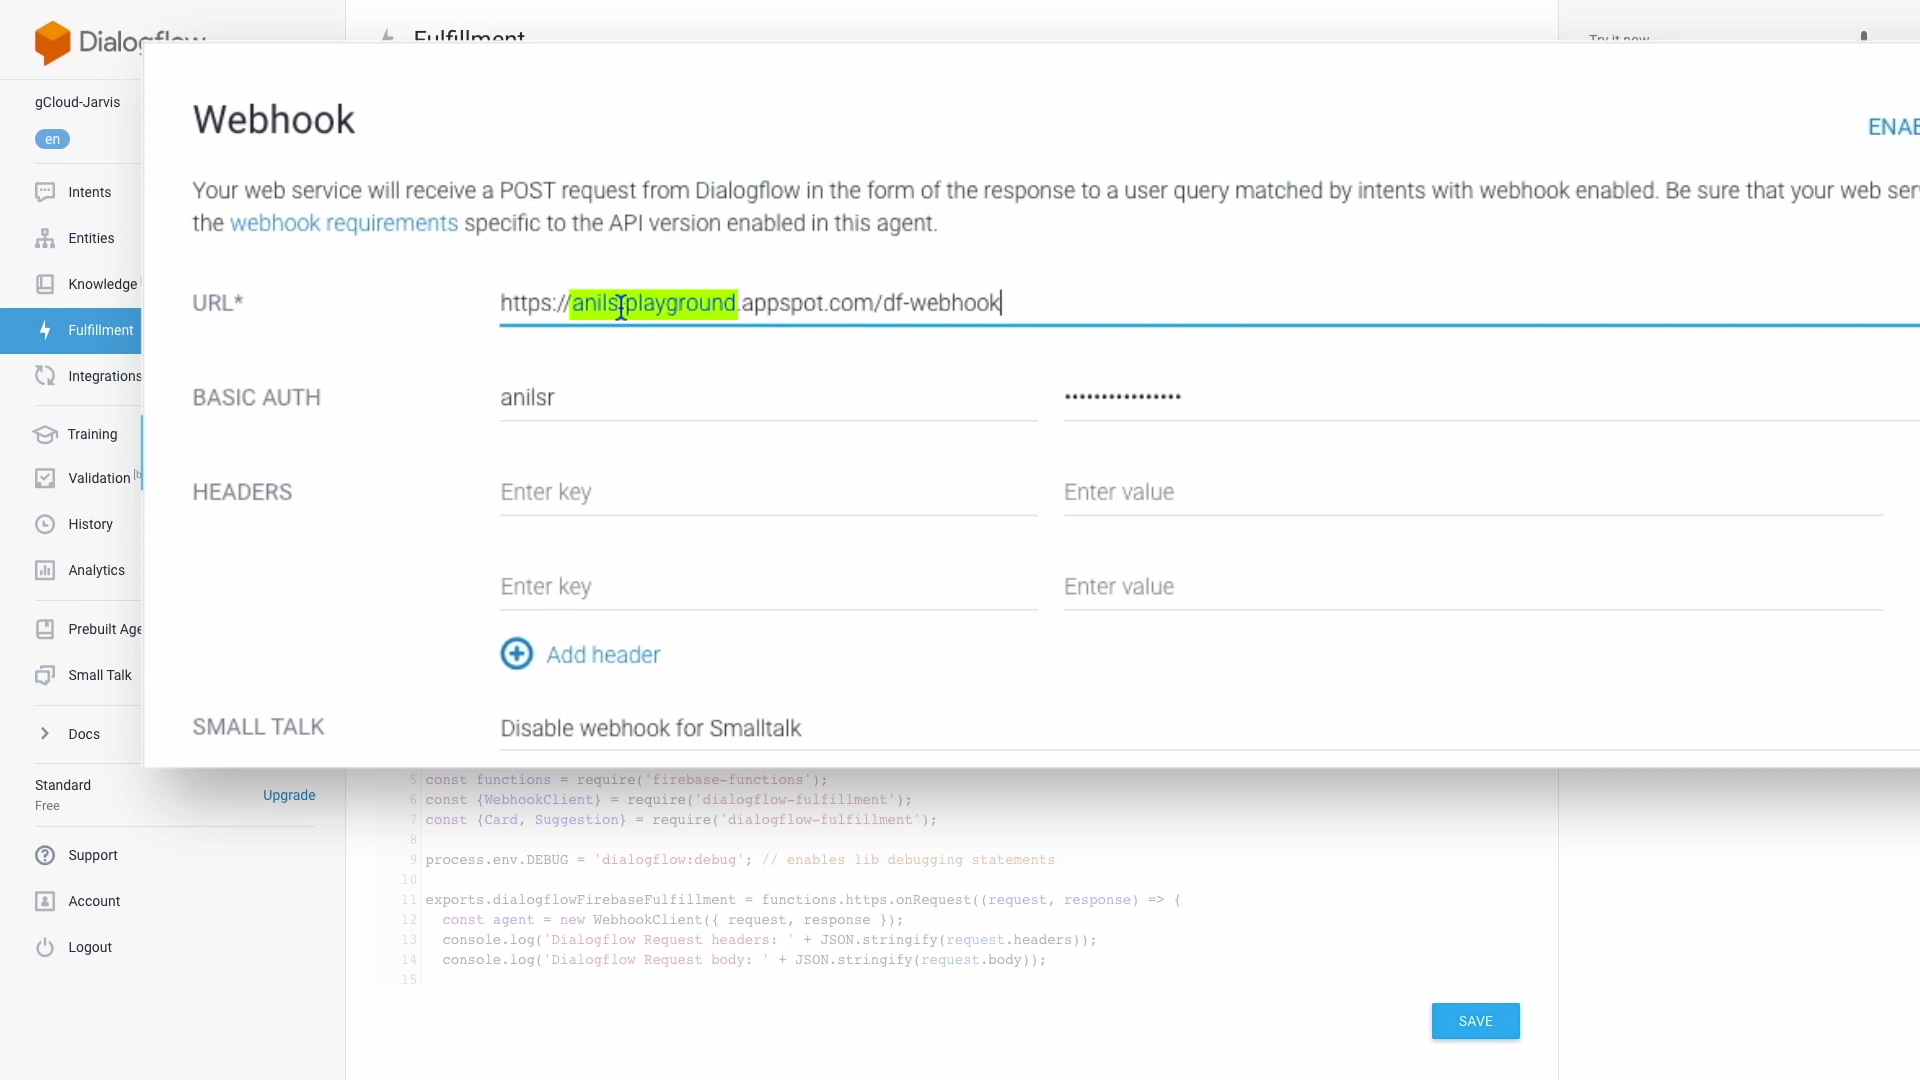 Dialogflow
Fulfillment
Try it now
gCloud-Jarvis
en
Intents
Entities
Knowledge
Fulfillment
Integrations
Training
Validation
History
Analytics
Prebuilt Age
Small Talk
Docs
Standard
Free
Upgrade
Support
Account
Logout
Webhook
ENAB
Your web service will receive a POST request from Dialogflow in the form of the response to a user query matched by intents with webhook enabled. Be sure that your web ser
the webhook requirements specific to the API version enabled in this agent.
URL* https://anils-playground.appspot.com/df-webhook
BASIC AUTH anilsr ••••••••••••••••
HEADERS Enter key Enter value
Enter key Enter value
Add header
SMALL TALK Disable webhook for Smalltalk
5 const functions = require('firebase-functions');
6 const {WebhookClient} = require('dialogflow-fulfillment');
7 const {Card, Suggestion} = require('dialogflow-fulfillment');
8
9 process.env.DEBUG = 'dialogflow:debug'; // enables lib debugging statements
10
11 exports.dialogflowFirebaseFulfillment = functions.https.onRequest((request, response) => {
12 const agent = new WebhookClient({ request, response });
13 console.log('Dialogflow Request headers: ' + JSON.stringify(request.headers));
14 console.log('Dialogflow Request body: ' + JSON.stringify(request.body));
15
SAVE